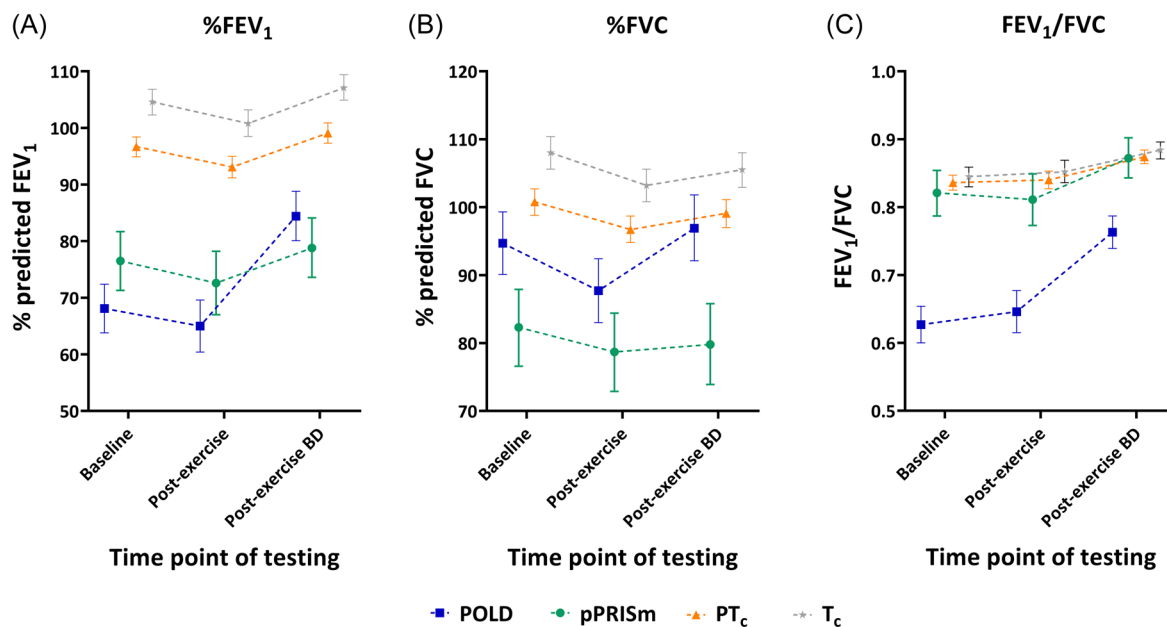 (A) %FEV₁
% predicted FEV₁
110
100
90
80
70
60
50
Baseline
Post-exercise
Post-exercise BD
Time point of testing
(B) %FVC
% predicted FVC
120
110
100
90
80
70
Baseline
Post-exercise
Post-exercise BD
Time point of testing
(C) FEV₁/FVC
FEV₁/FVC
1.0
0.9
0.8
0.7
0.6
0.5
Baseline
Post-exercise
Post-exercise BD
Time point of testing
POLD pPRISm PTc Tc